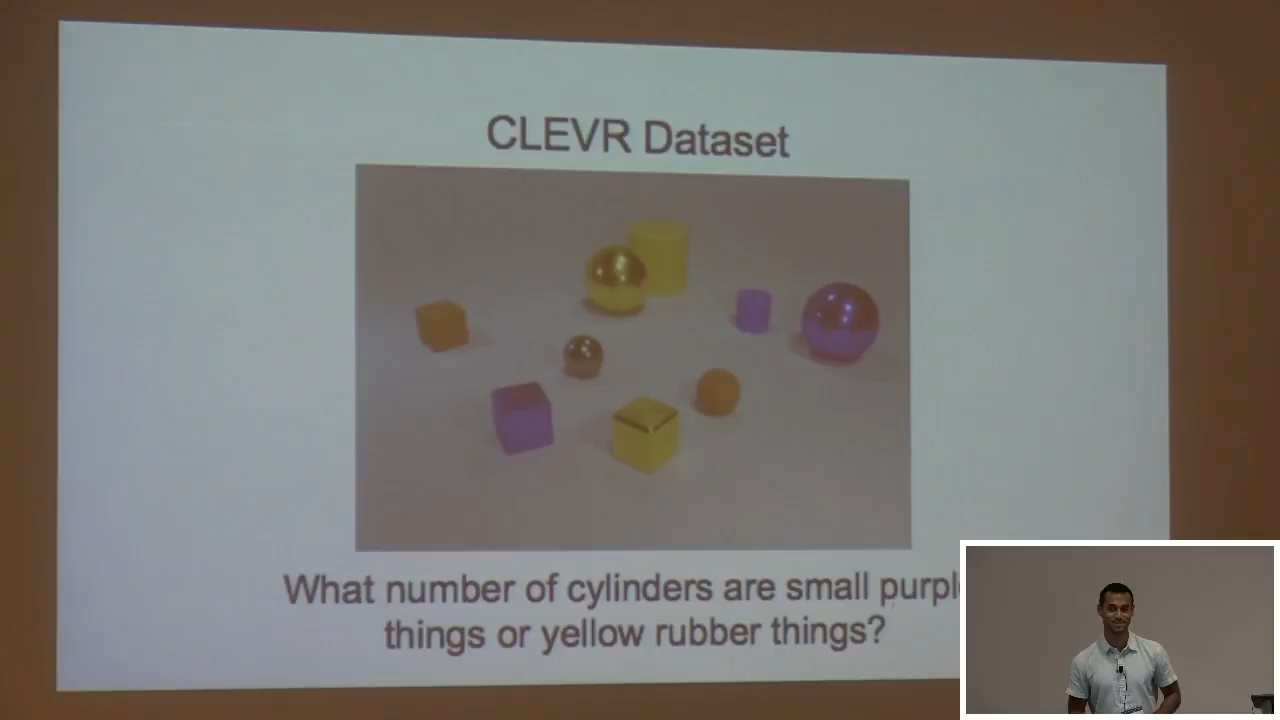 CLEVR Dataset
What number of cylinders are small purpl
things or yellow rubber things?